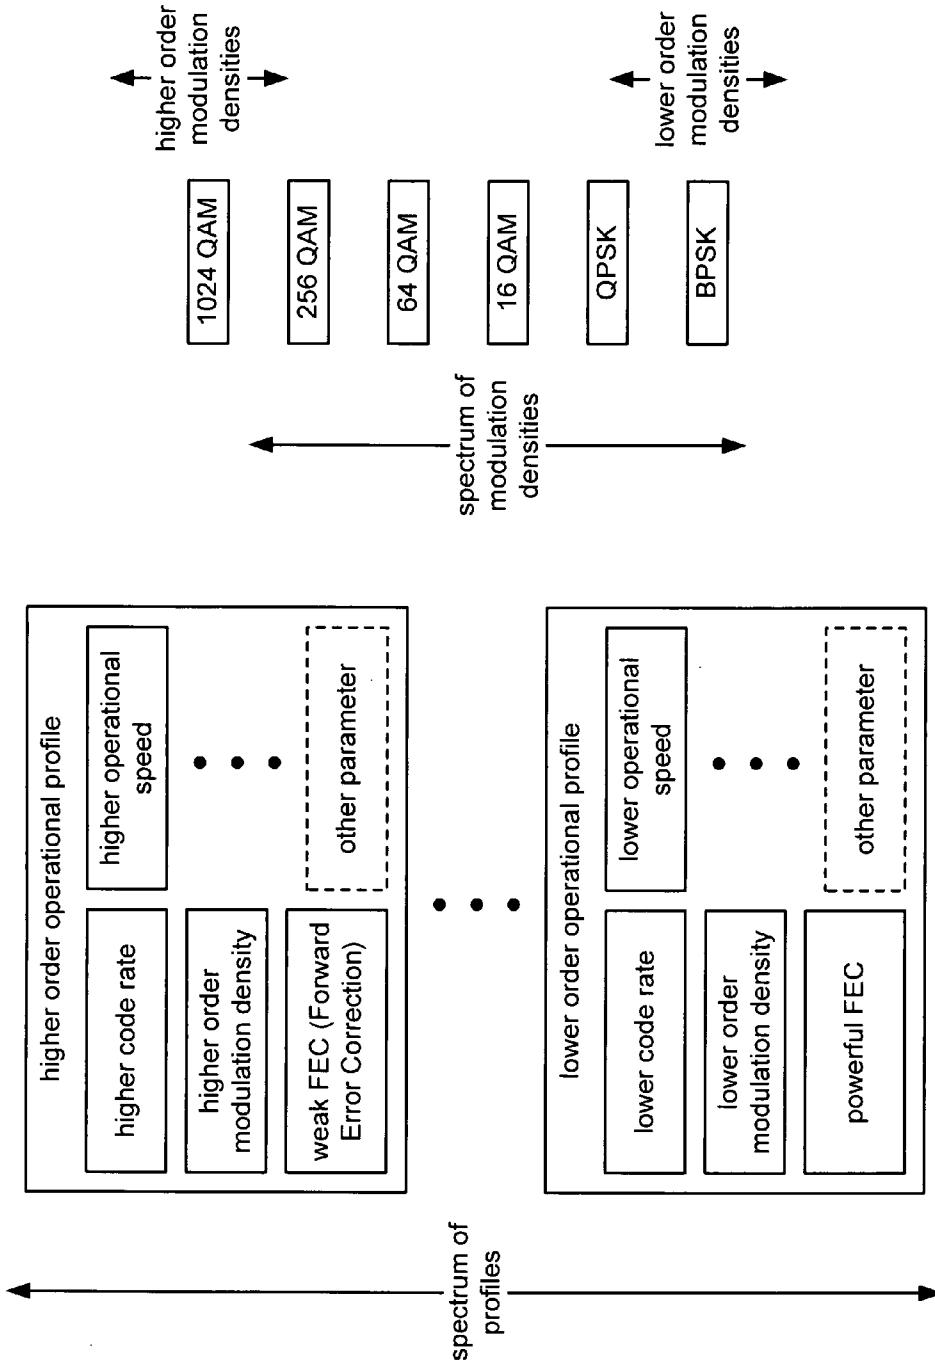 spectrum of
profiles
higher order operational profile
higher code rate
higher operational
speed
higher order
modulation density
weak FEC (Forward
Error Correction)
other parameter
lower order operational profile
lower code rate
lower operational
speed
lower order
modulation density
powerful FEC
other parameter
spectrum of
modulation
densities
1024 QAM
256 QAM
64 QAM
16 QAM
QPSK
BPSK
higher order
modulation
densities
lower order
modulation
densities